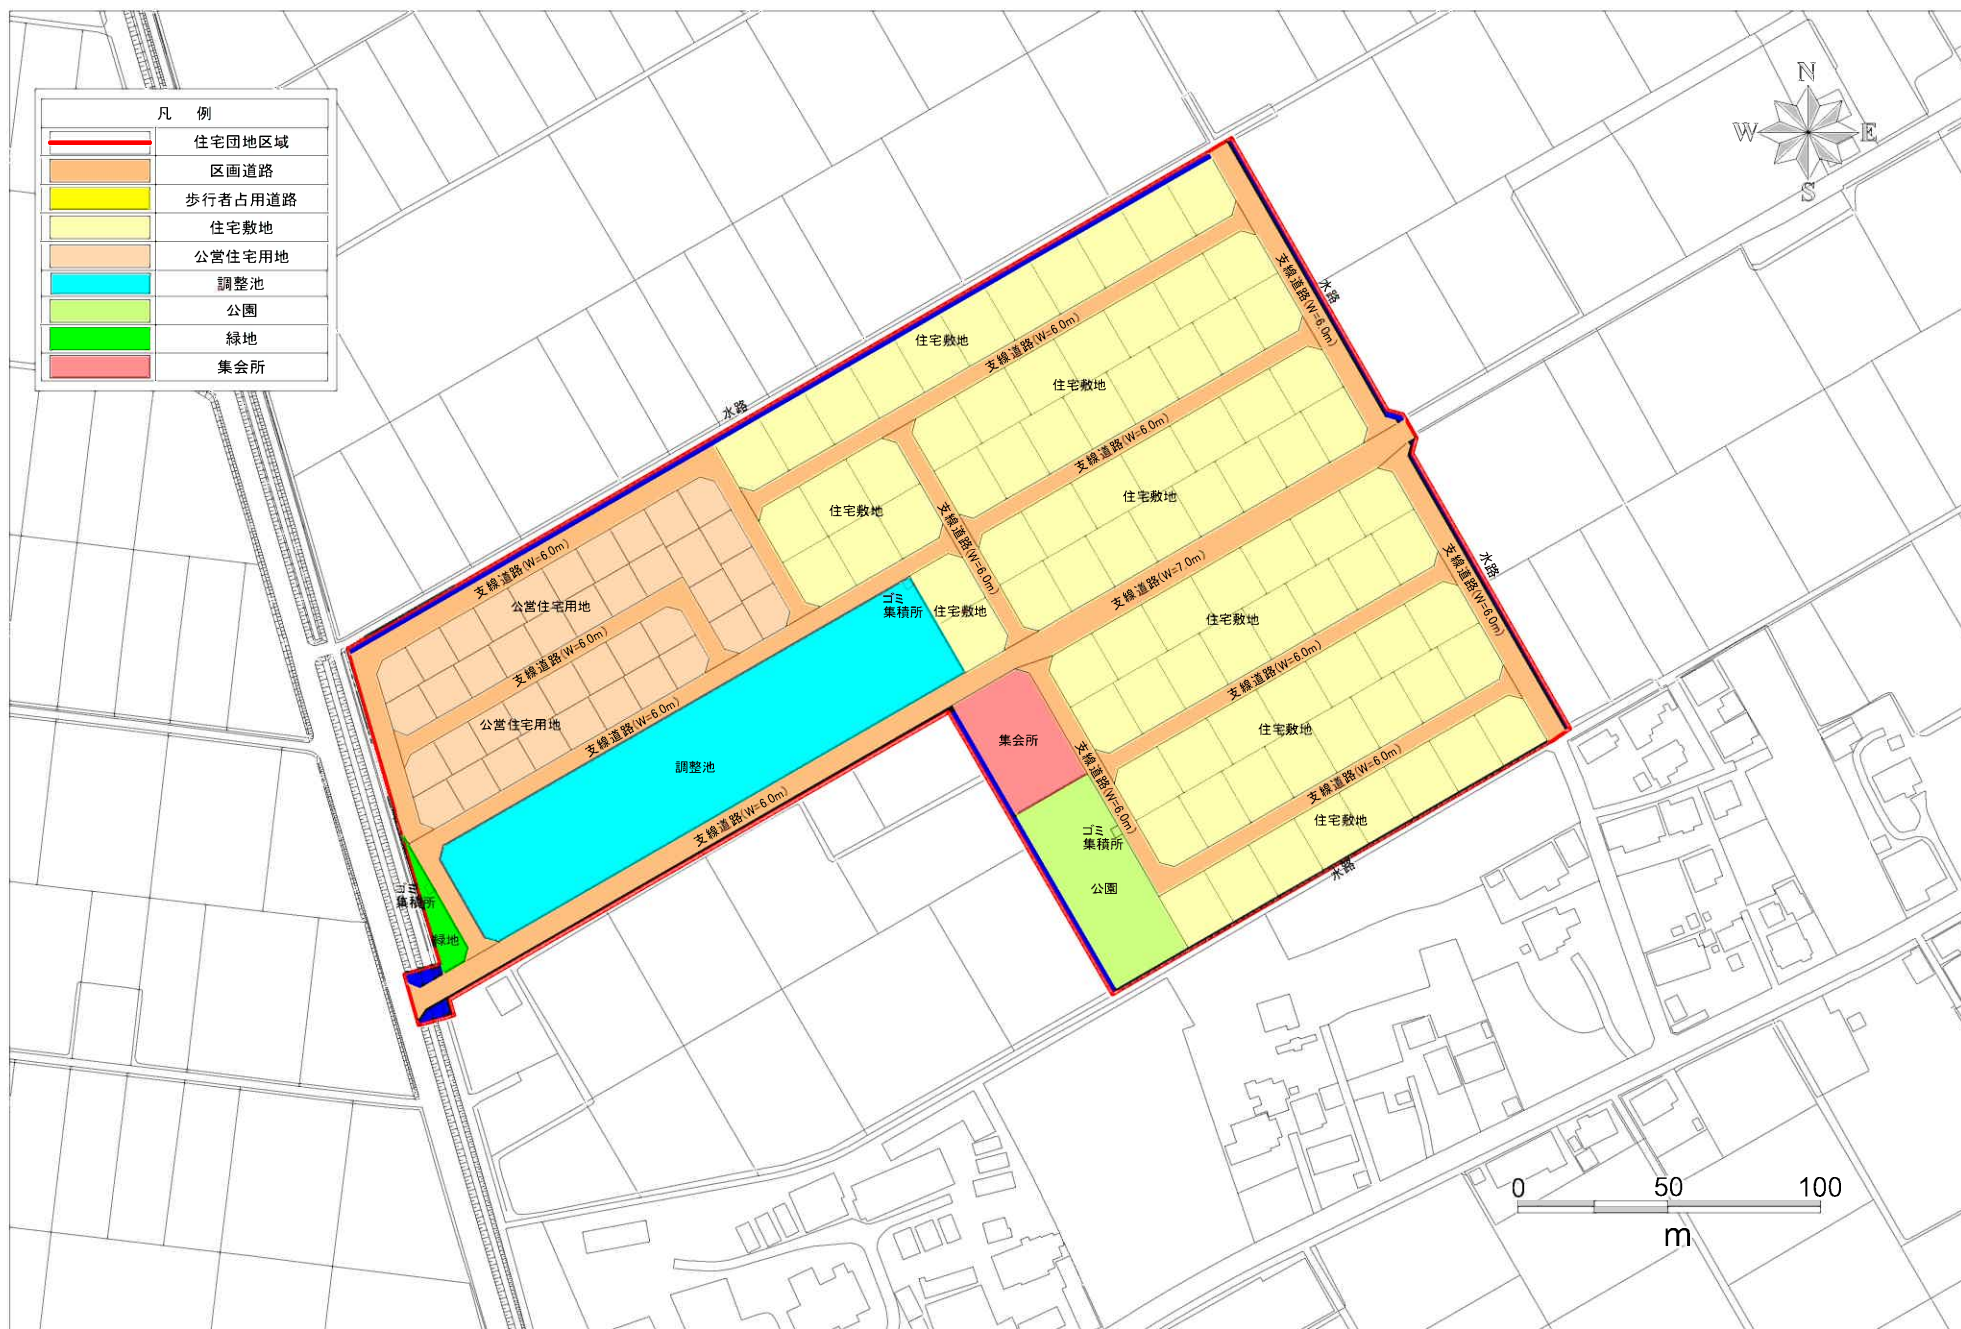 凡 例
住宅団地区域
区画道路
歩行者占用道路
住宅敷地
公営住宅用地
調整池
公園
緑地
集会所
N
W E
S
水路
支線道路(W=6.0m)
住宅敷地
支線道路(W=6.0m)
住宅敷地
水路
支線道路(W=6.0m)
住宅敷地
住宅敷地
支線道路(W=6.0m)
支線道路(W=6.0m)
公営住宅用地
支線道路(W=7.0m)
水路
支線道路(W=6.0m)
ゴミ
集積所
住宅敷地
住宅敷地
支線道路(W=6.0m)
支線道路(W=6.0m)
公営住宅用地
支線道路(W=6.0m)
住宅敷地
集会所
調整池
支線道路(W=6.0m)
支線道路(W=6.0m)
支線道路(W=6.0m)
住宅敷地
ゴミ
集積所
水路
公園
ゴミ
集積所
緑地
0 50 100
m